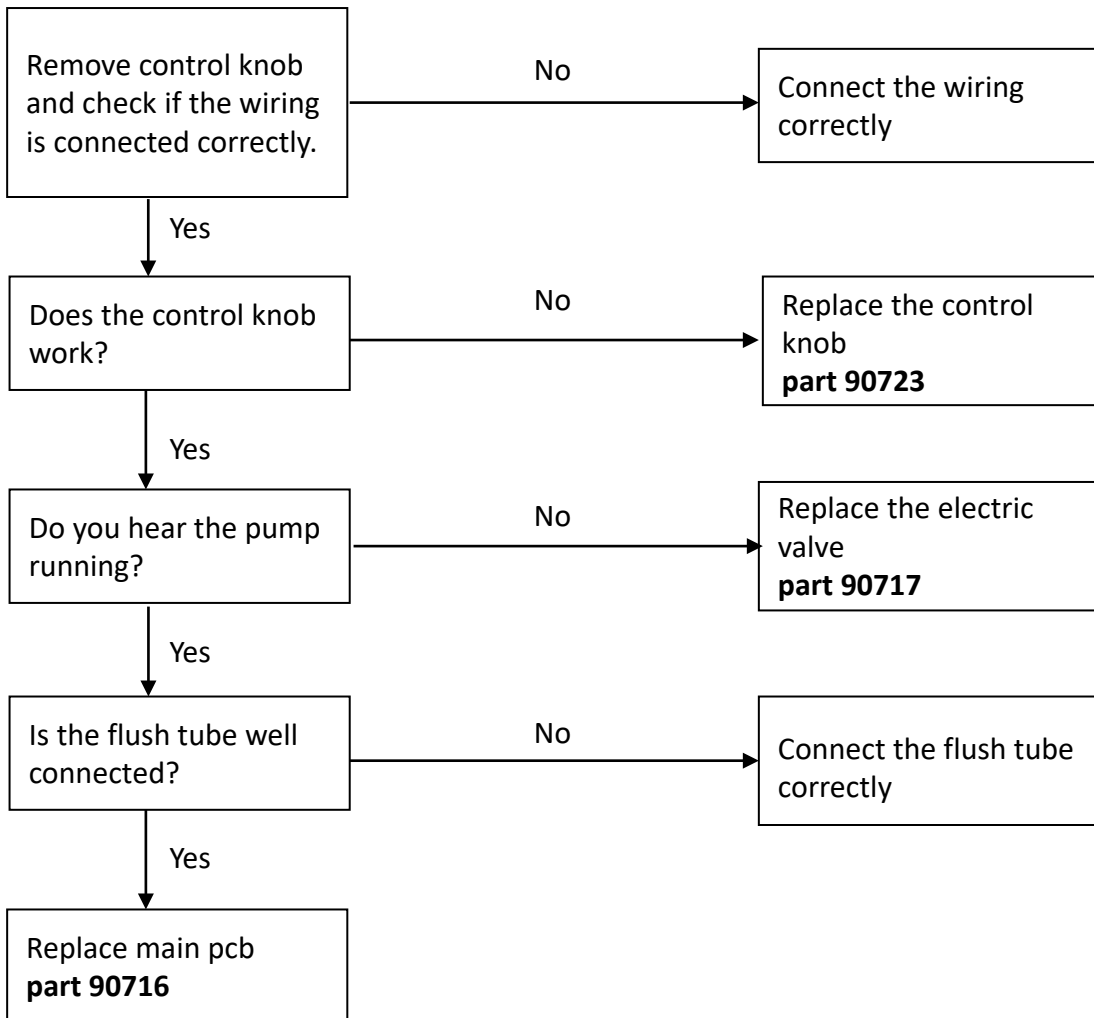 Remove control knob
and check if the wiring
is connected correctly.
No
Connect the wiring
correctly
Yes
Does the control knob
work?
No
Replace the control
knob
part 90723
Yes
Do you hear the pump
running?
No
Replace the electric
valve
part 90717
Yes
Is the flush tube well
connected?
No
Connect the flush tube
correctly
Yes
Replace main pcb
part 90716